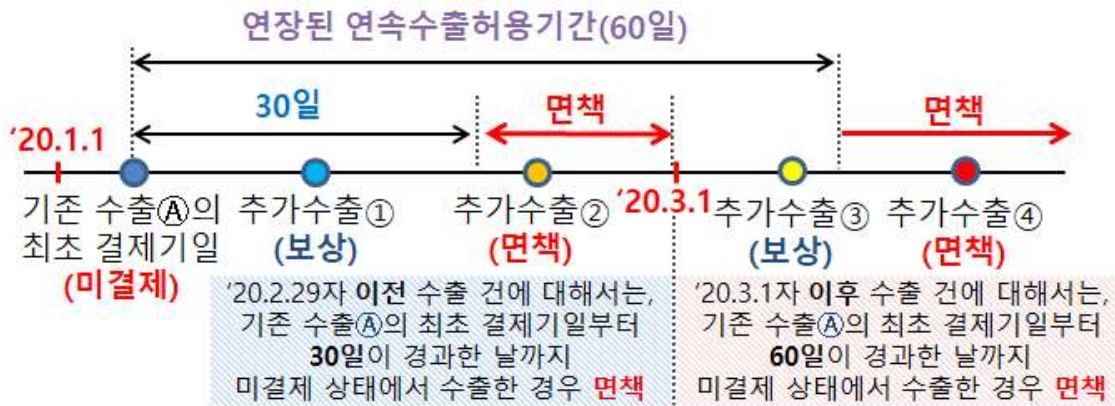 연장된 연속수출허용기간(60일)
30일
면책
면책
‘20.1.1
‘20.3.1
기존 수출Ⓐ의
최초 결제기일
(미결제)
추가수출①
(보상)
추가수출②
(면책)
추가수출③
(보상)
추가수출④
(면책)
‘20.2.29자 이전 수출 건에 대해서는,
기존 수출Ⓐ의 최초 결제기일부터
30일이 경과한 날까지
미결제 상태에서 수출한 경우 면책
‘20.3.1자 이후 수출 건에 대해서는,
기존 수출Ⓐ의 최초 결제기일부터
60일이 경과한 날까지
미결제 상태에서 수출한 경우 면책